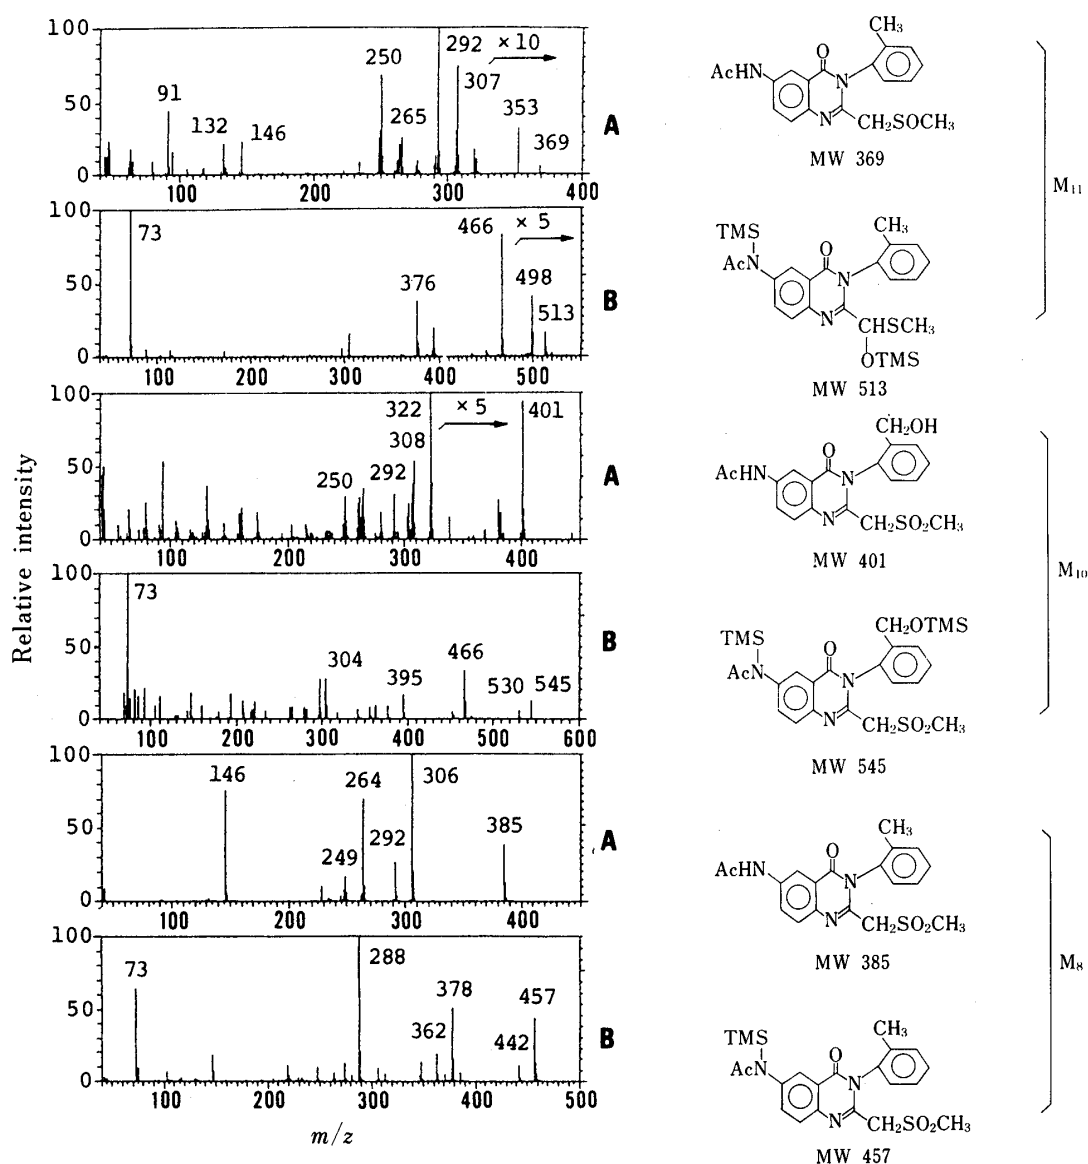 Relative intensity
100
50
0
91
132
146
250
265
292
× 10
307
353
369
A
100 200 300 400
100
50
0
73
376
466
× 5
498
513
B
100 200 300 400 500
100
50
0
250
292
308
322
× 5
401
A
100 200 300 400
100
50
0
73
304
395
466
530
545
B
100 200 300 400 500 600
100
50
0
146
249
264
292
306
385
A
100 200 300 400
100
50
0
73
288
362
378
442
457
B
100 200 300 400 500
m/z
CH3
O
AcHN
N
N
CH2SOCH3
MW 369
TMS
CH3
O
AcN
N
N
CHSCH3
OTMS
MW 513
M11
CH2OH
O
AcHN
N
N
CH2SO2CH3
MW 401
TMS
CH2OTMS
O
AcN
N
N
CH2SO2CH3
MW 545
M10
CH3
O
AcHN
N
N
CH2SO2CH3
MW 385
TMS
CH3
O
AcN
N
N
CH2SO2CH3
MW 457
M8